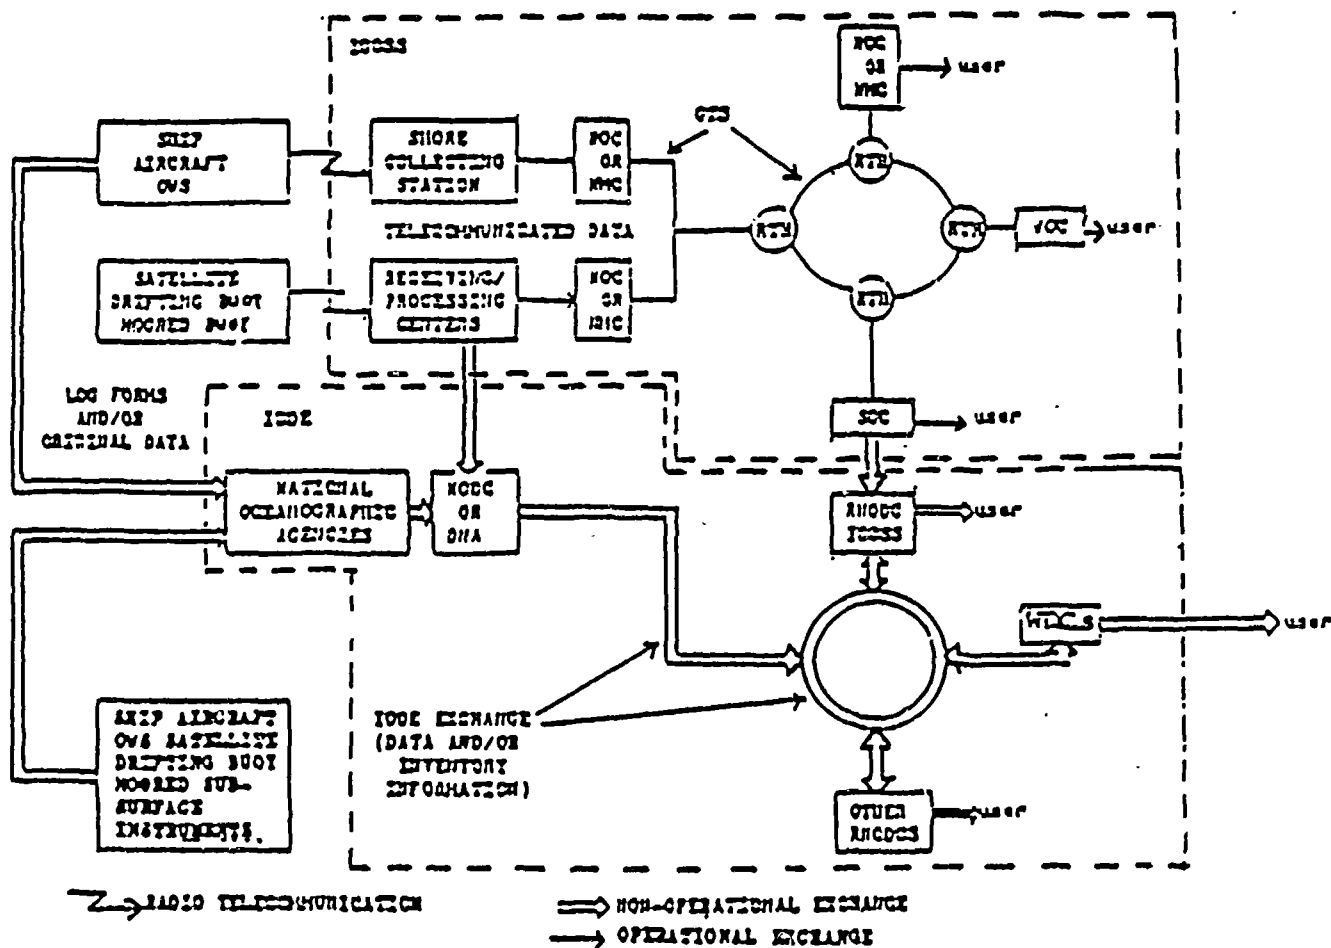 IGOSS
NOC
OR
NMC
user
GTS
SHIP
AIRCRAFT
OWS
SHORE
COLLECTING
STATION
NOC
OR
NMC
RTH
TELECOMMUNICATED DATA
RTH
RTH
WOC
user
SATELLITE
DRIFTING BUOY
MOORED BUOY
RECEIVING/
PROCESSING
CENTERS
NOC
OR
NMC
RTH
LOG FORMS
AND/OR
ORIGINAL DATA
IODE
SOC
user
NATIONAL
OCEANOGRAPHIC
AGENCIES
NODC
OR
DNA
RNODC
IGOSS
user
WDC'S
user
SHIP AIRCRAFT
OWS SATELLITE
DRIFTING BUOY
MOORED SUB-
SURFACE
INSTRUMENTS.
IODE EXCHANGE
(DATA AND/OR
INVENTORY
INFORMATION)
OTHER
RNODCS
user
RADIO TELECOMMUNICATION
NON-OPERATIONAL EXCHANGE
OPERATIONAL EXCHANGE